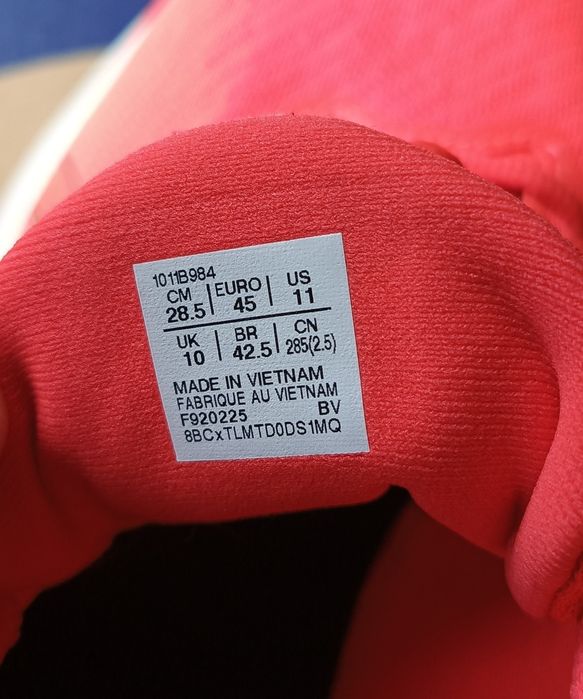 1011B984
CM 28.5 | EURO 45 | US 11
UK 10 | BR 42.5 | CN 285(2.5)
MADE IN VIETNAM
FABRIQUE AU VIETNAM
F920225 BV
8BCxTLMTD0DS1MQ